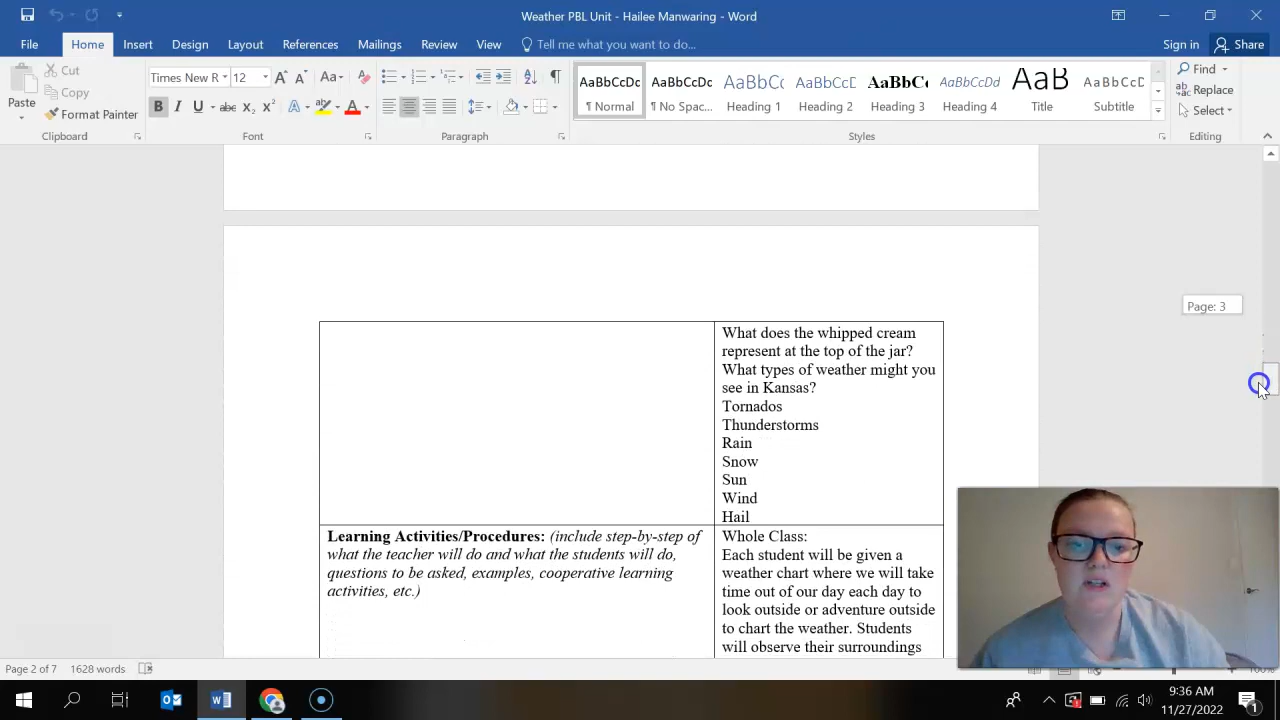 Weather PBL Unit - Hailee Manwaring - Word
File Home Insert Design Layout References Mailings Review View Tell me what you want to do... Sign in Share
Paste
Cut
Copy
Format Painter
Clipboard
Times New R 12
Font
Paragraph
AaBbCcDc AaBbCcDc AaBbCc AaBbCcD AaBbC AaBbCcDd AaB AaBbCcD
¶ Normal ¶ No Spac... Heading 1 Heading 2 Heading 3 Heading 4 Title Subtitle
Styles
Find
Replace
Select
Editing
Page: 3
What does the whipped cream
represent at the top of the jar?
What types of weather might you
see in Kansas?
Tornados
Thunderstorms
Rain
Snow
Sun
Wind
Hail
Learning Activities/Procedures: (include step-by-step of
what the teacher will do and what the students will do,
questions to be asked, examples, cooperative learning
activities, etc.)
Whole Class:
Each student will be given a
weather chart where we will take
time out of our day each day to
look outside or adventure outside
to chart the weather. Students
will observe their surroundings
Page 2 of 7 1628 words
100%
9:36 AM
11/27/2022